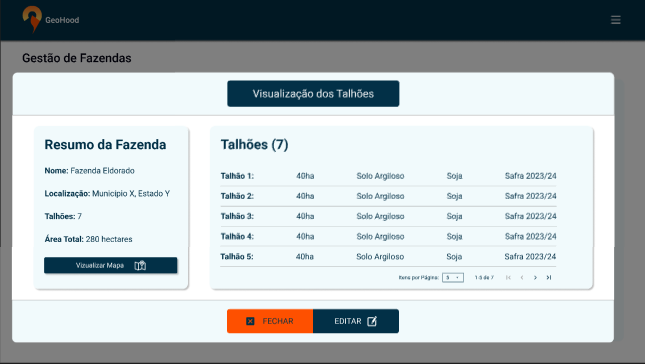 GeoHood
Gestão de Fazendas
Visualização dos Talhões
Resumo da Fazenda
Nome: Fazenda Eldorado
Localização: Município X, Estado Y
Talhões: 7
Área Total: 280 hectares
Vizualizar Mapa
Talhões (7)
Talhão 1: 40ha Solo Argiloso Soja Safra 2023/24
Talhão 2: 40ha Solo Argiloso Soja Safra 2023/24
Talhão 3: 40ha Solo Argiloso Soja Safra 2023/24
Talhão 4: 40ha Solo Argiloso Soja Safra 2023/24
Talhão 5: 40ha Solo Argiloso Soja Safra 2023/24
Itens por Página: 5 1-5 de 7
FECHAR EDITAR